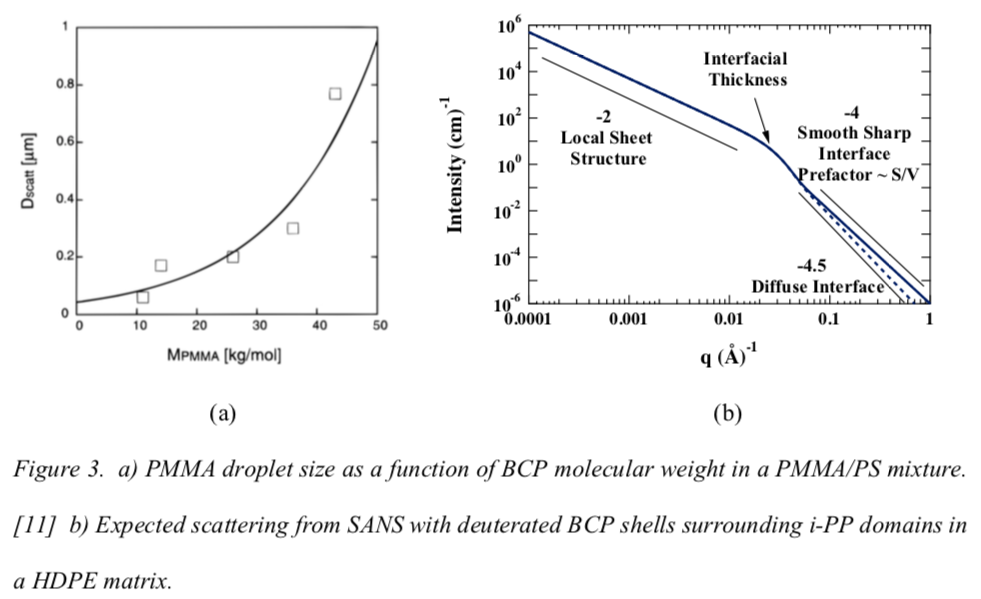 1
0.8
0.6
0.4
0.2
0
0 10 20 30 40 50
Dscatt [μm]
MPMMA [kg/mol]
(a)
10^6
10^4
10^2
10^0
10^-2
10^-4
10^-6
0.0001 0.001 0.01 0.1 1
Intensity (cm)^-1
q (Å)^-1
Interfacial
Thickness
-2
Local Sheet
Structure
-4
Smooth Sharp
Interface
Prefactor ~ S/V
-4.5
Diffuse Interface
(b)
Figure 3. a) PMMA droplet size as a function of BCP molecular weight in a PMMA/PS mixture.
[11] b) Expected scattering from SANS with deuterated BCP shells surrounding i-PP domains in
a HDPE matrix.